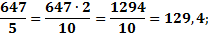 647/5 = 647 · 2/10 = 1294/10 = 129,4;